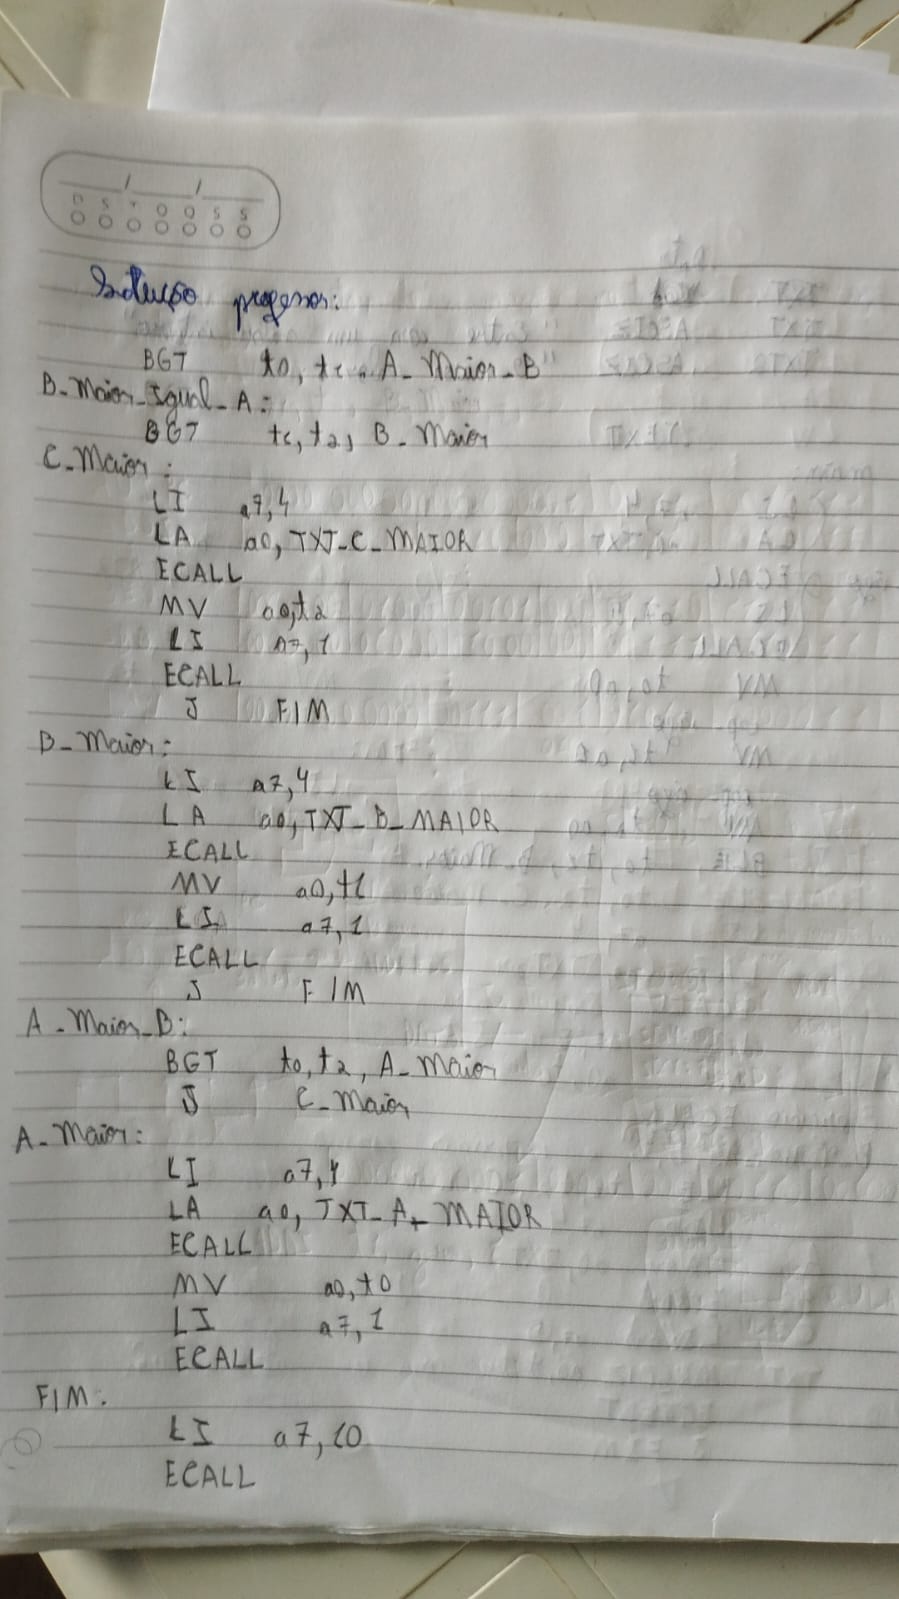 D S T Q Q S S
Solução professor:
BGT t0, t1, A_Maior_B
B_Maior_Igual_A:
BGT t1, t2, B_Maior
C_Maior:
LI a7,4
LA a0, TXT_C_MAIOR
ECALL
MV a0,t2
LI a7,1
ECALL
J FIM
B_Maior:
LI a7,4
LA a0, TXT_B_MAIOR
ECALL
MV a0,t1
LI a7,1
ECALL
J FIM
A_Maior_B:
BGT t0, t2, A_Maior
J C_Maior
A_Maior:
LI a7,4
LA a0, TXT_A_MAIOR
ECALL
MV a0,t0
LI a7,1
ECALL
FIM:
LI a7,10
ECALL